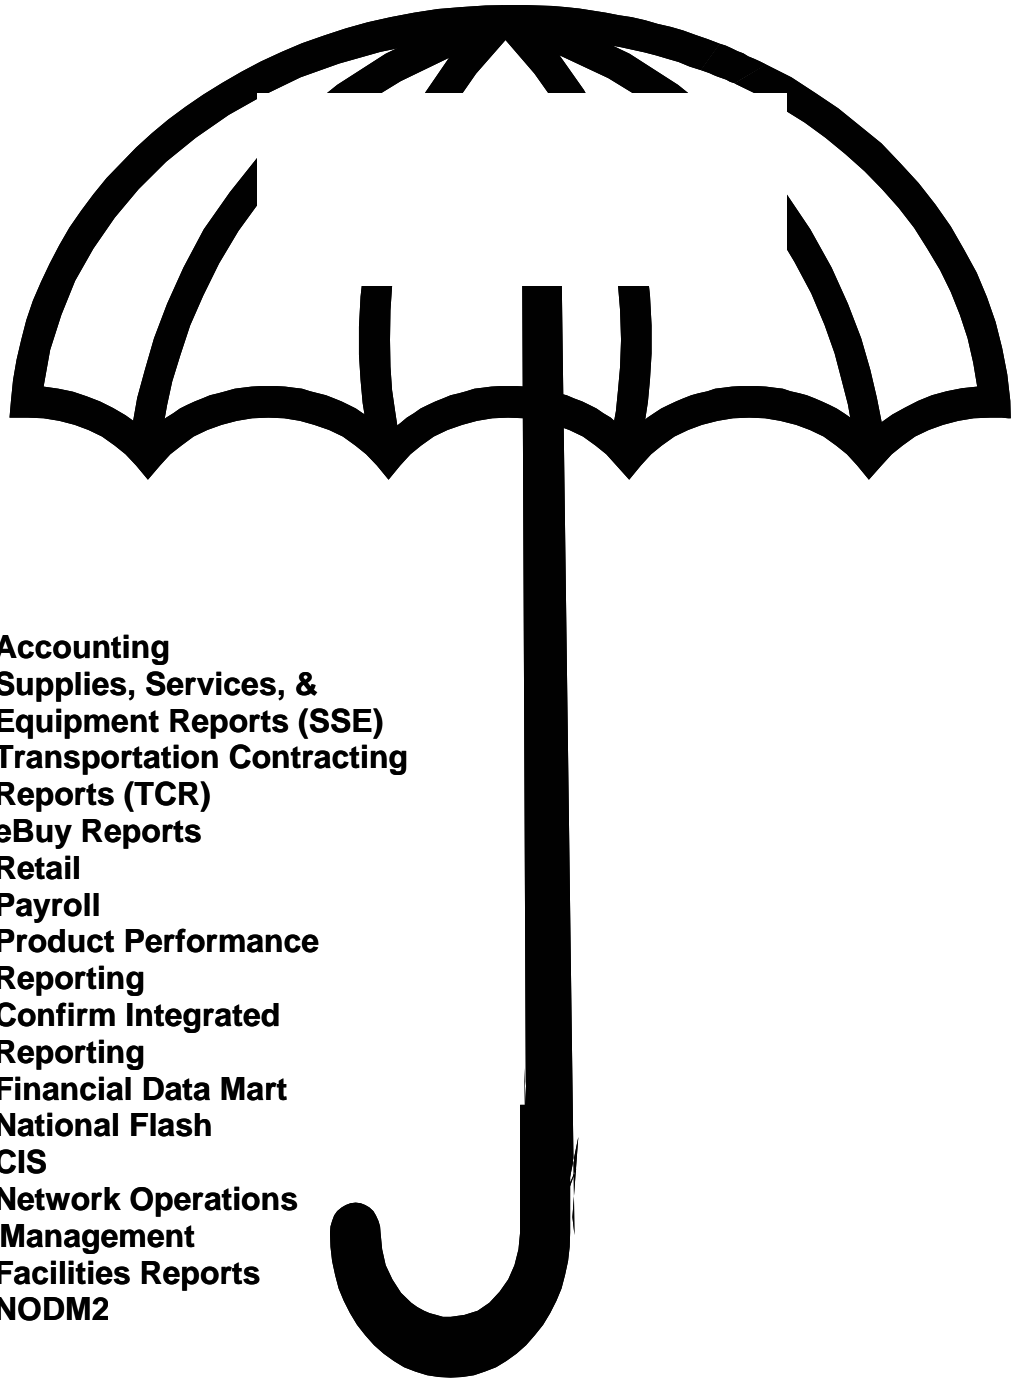 Accounting
Supplies, Services, &
Equipment Reports (SSE)
Transportation Contracting
Reports (TCR)
eBuy Reports
Retail
Payroll
Product Performance
Reporting
Confirm Integrated
Reporting
Financial Data Mart
National Flash
CIS
Network Operations
Management
Facilities Reports
NODM2